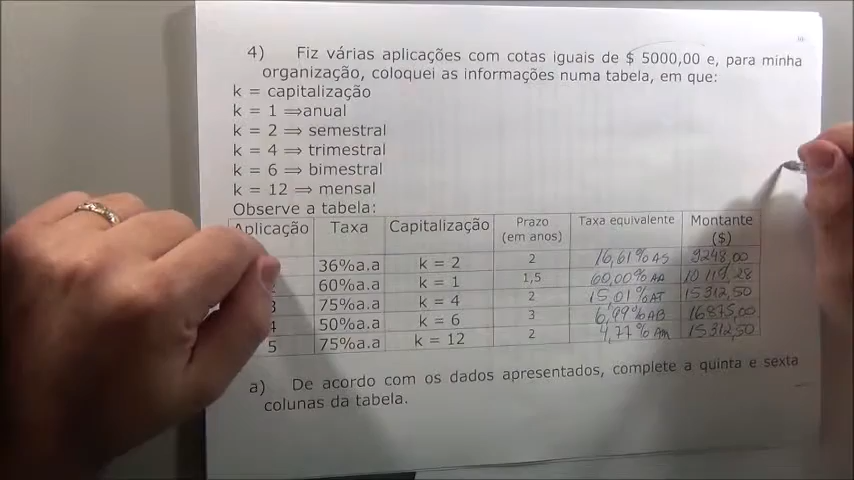 4) Fiz várias aplicações com cotas iguais de $ 5000,00 e, para minha
organização, coloquei as informações numa tabela, em que:
k = capitalização
k = 1 ⟹anual
k = 2 ⟹ semestral
k = 4 ⟹ trimestral
k = 6 ⟹ bimestral
k = 12 ⟹ mensal
Observe a tabela:
Aplicação Taxa Capitalização Prazo (em anos) Taxa equivalente Montante ($)
36%a.a k = 2 2 16,61% AS 9248,00
60%a.a k = 1 1,5 60,00% AA 10119,28
3 75%a.a k = 4 2 15,01% AT 15312,50
4 50%a.a k = 6 3 6,99% AB 16875,00
5 75%a.a k = 12 2 4,77% Am 15312,50
a) De acordo com os dados apresentados, complete a quinta e sexta
colunas da tabela.